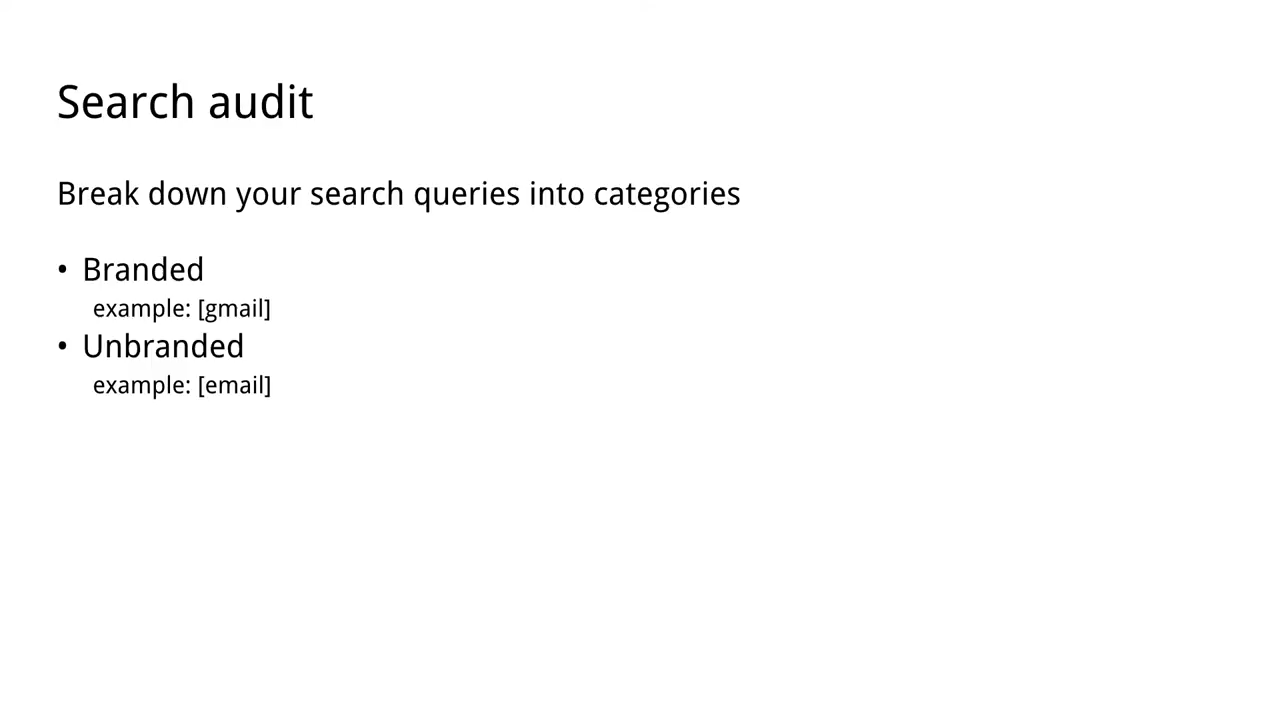 Search audit
Break down your search queries into categories
• Branded
example: [gmail]
• Unbranded
example: [email]